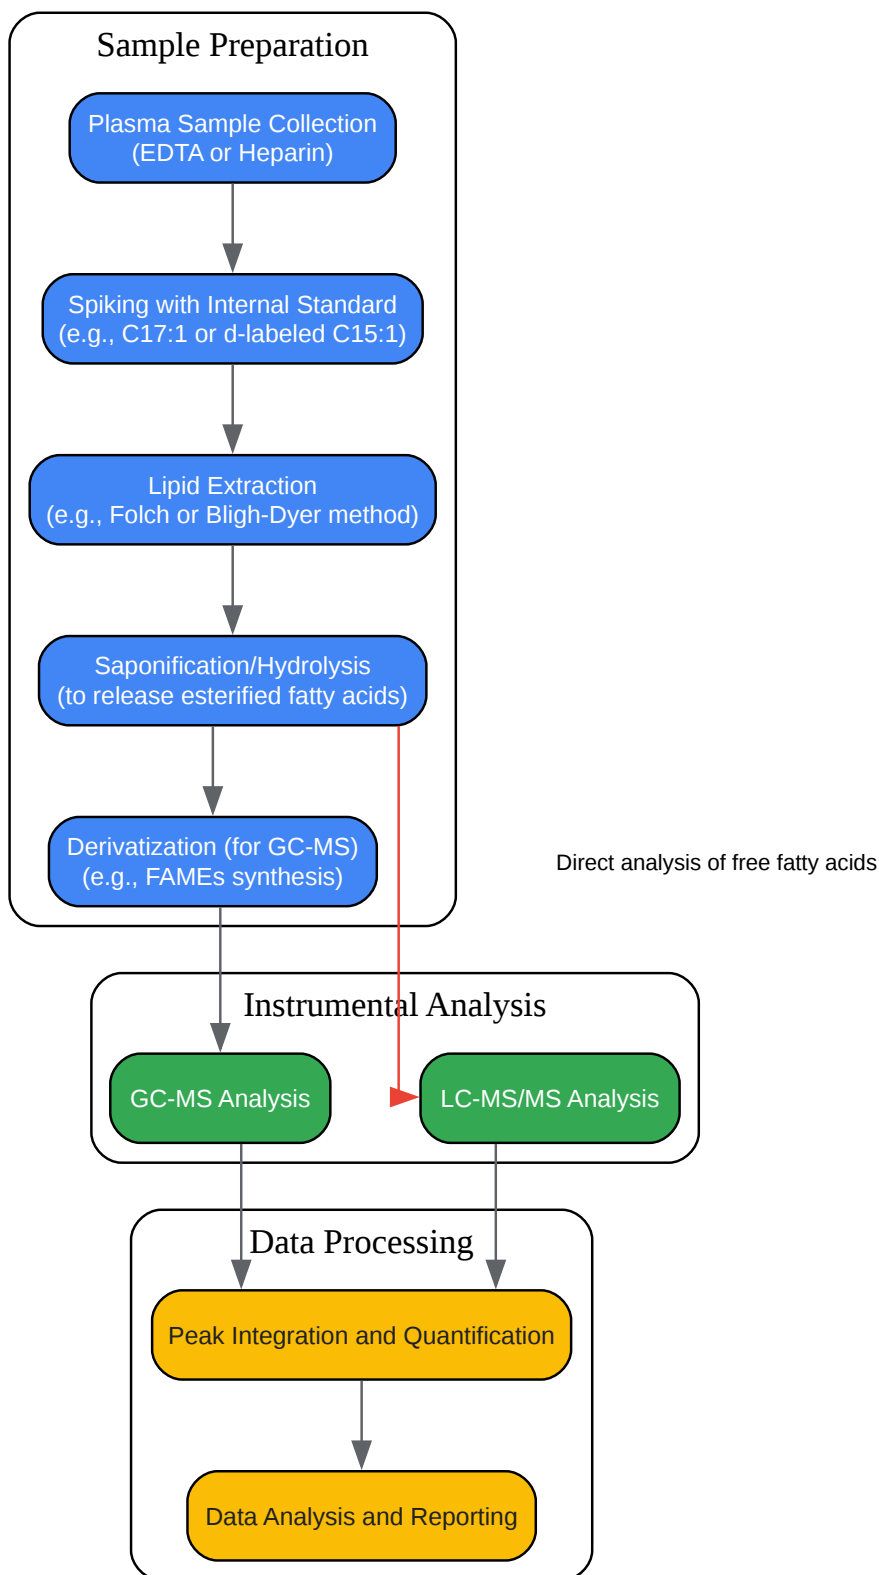 Sample Preparation
Plasma Sample Collection
(EDTA or Heparin)
Spiking with Internal Standard
(e.g., C17:1 or d-labeled C15:1)
Lipid Extraction
(e.g., Folch or Bligh-Dyer method)
Saponification/Hydrolysis
(to release esterified fatty acids)
Derivatization (for GC-MS)
(e.g., FAMEs synthesis)
Direct analysis of free fatty acids
Instrumental Analysis
GC-MS Analysis
LC-MS/MS Analysis
Data Processing
Peak Integration and Quantification
Data Analysis and Reporting